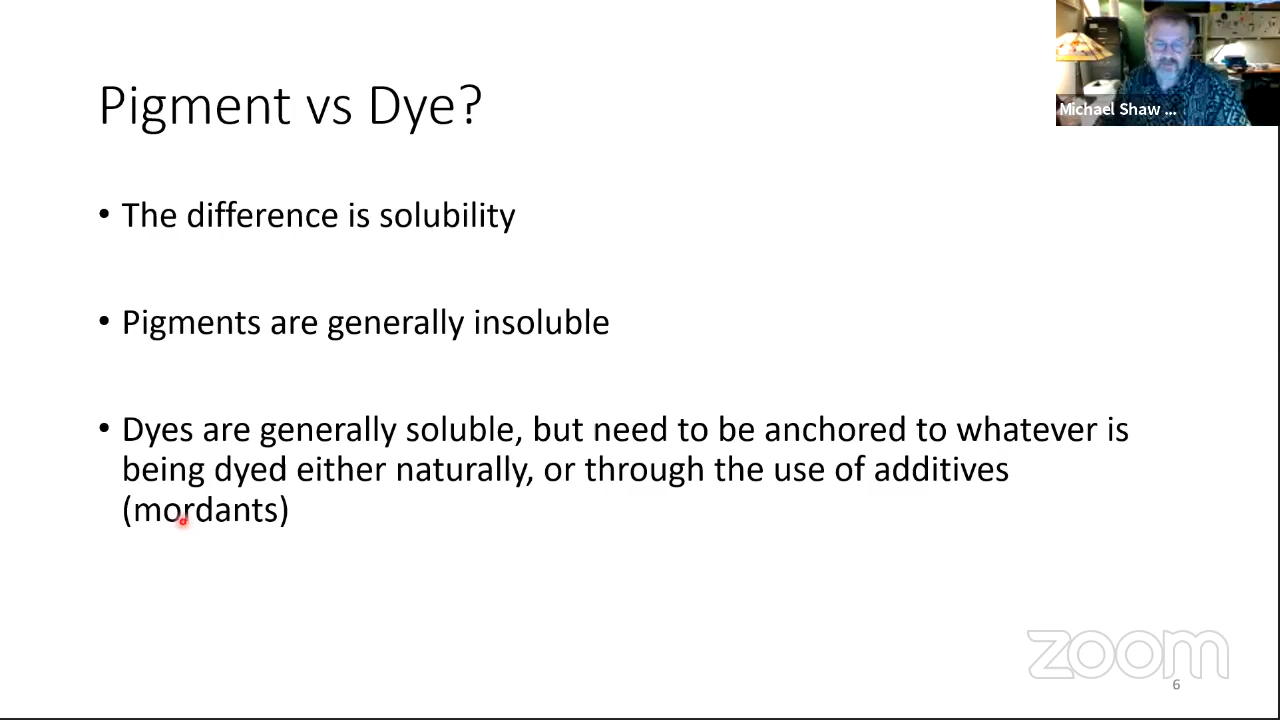 Michael Shaw ...
Pigment vs Dye?
• The difference is solubility
• Pigments are generally insoluble
• Dyes are generally soluble, but need to be anchored to whatever is
being dyed either naturally, or through the use of additives
(mordants)
zoom
6